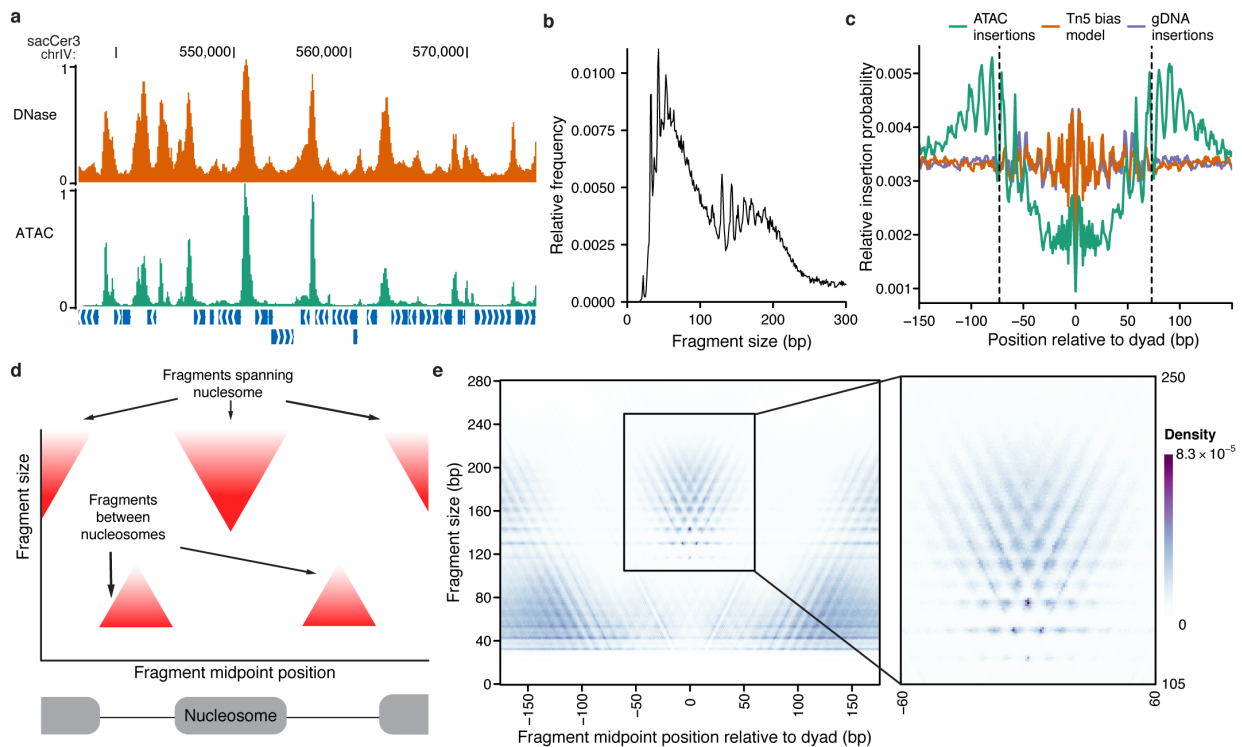 a
sacCer3
chrIV:
550,000
560,000
570,000
1
DNase
0
1
ATAC
0
b
Relative frequency
0.0100
0.0075
0.0050
0.0025
0.0000
0 100 200 300
Fragment size (bp)
c
ATAC insertions
Tn5 bias model
gDNA insertions
Relative insertion probability
0.005
0.004
0.003
0.002
0.001
−150 −100 −50 0 50 100
Position relative to dyad (bp)
d
Fragments spanning
nuclesome
Fragment size
Fragments
between
nucleosomes
Fragment midpoint position
Nucleosome
e
Fragment size (bp)
280
240
200
160
120
80
40
0
−150 −100 −50 0 50 100 150
Fragment midpoint position relative to dyad (bp)
250
105
−60
60
Density
8.3 × 10⁻⁵
0